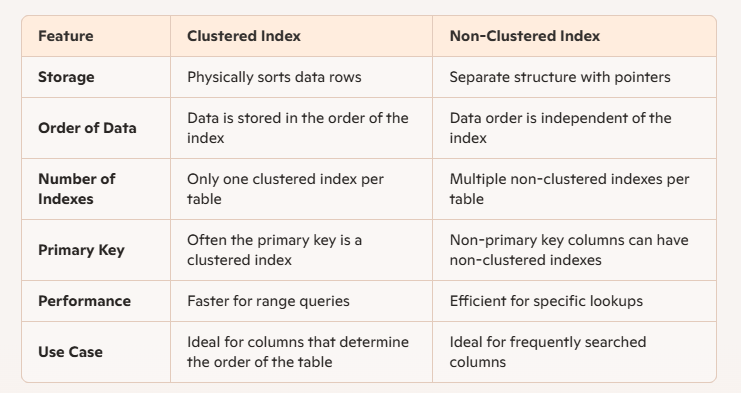 Feature Clustered Index Non-Clustered Index
Storage Physically sorts data rows Separate structure with pointers
Order of Data
Data is stored in the order of the
index
Data order is independent of the
index
Number of
Indexes
Only one clustered index per
table
Multiple non-clustered indexes per
table
Primary Key
Often the primary key is a
clustered index
Non-primary key columns can have
non-clustered indexes
Performance Faster for range queries Efficient for specific lookups
Use Case
Ideal for columns that determine
the order of the table
Ideal for frequently searched
columns